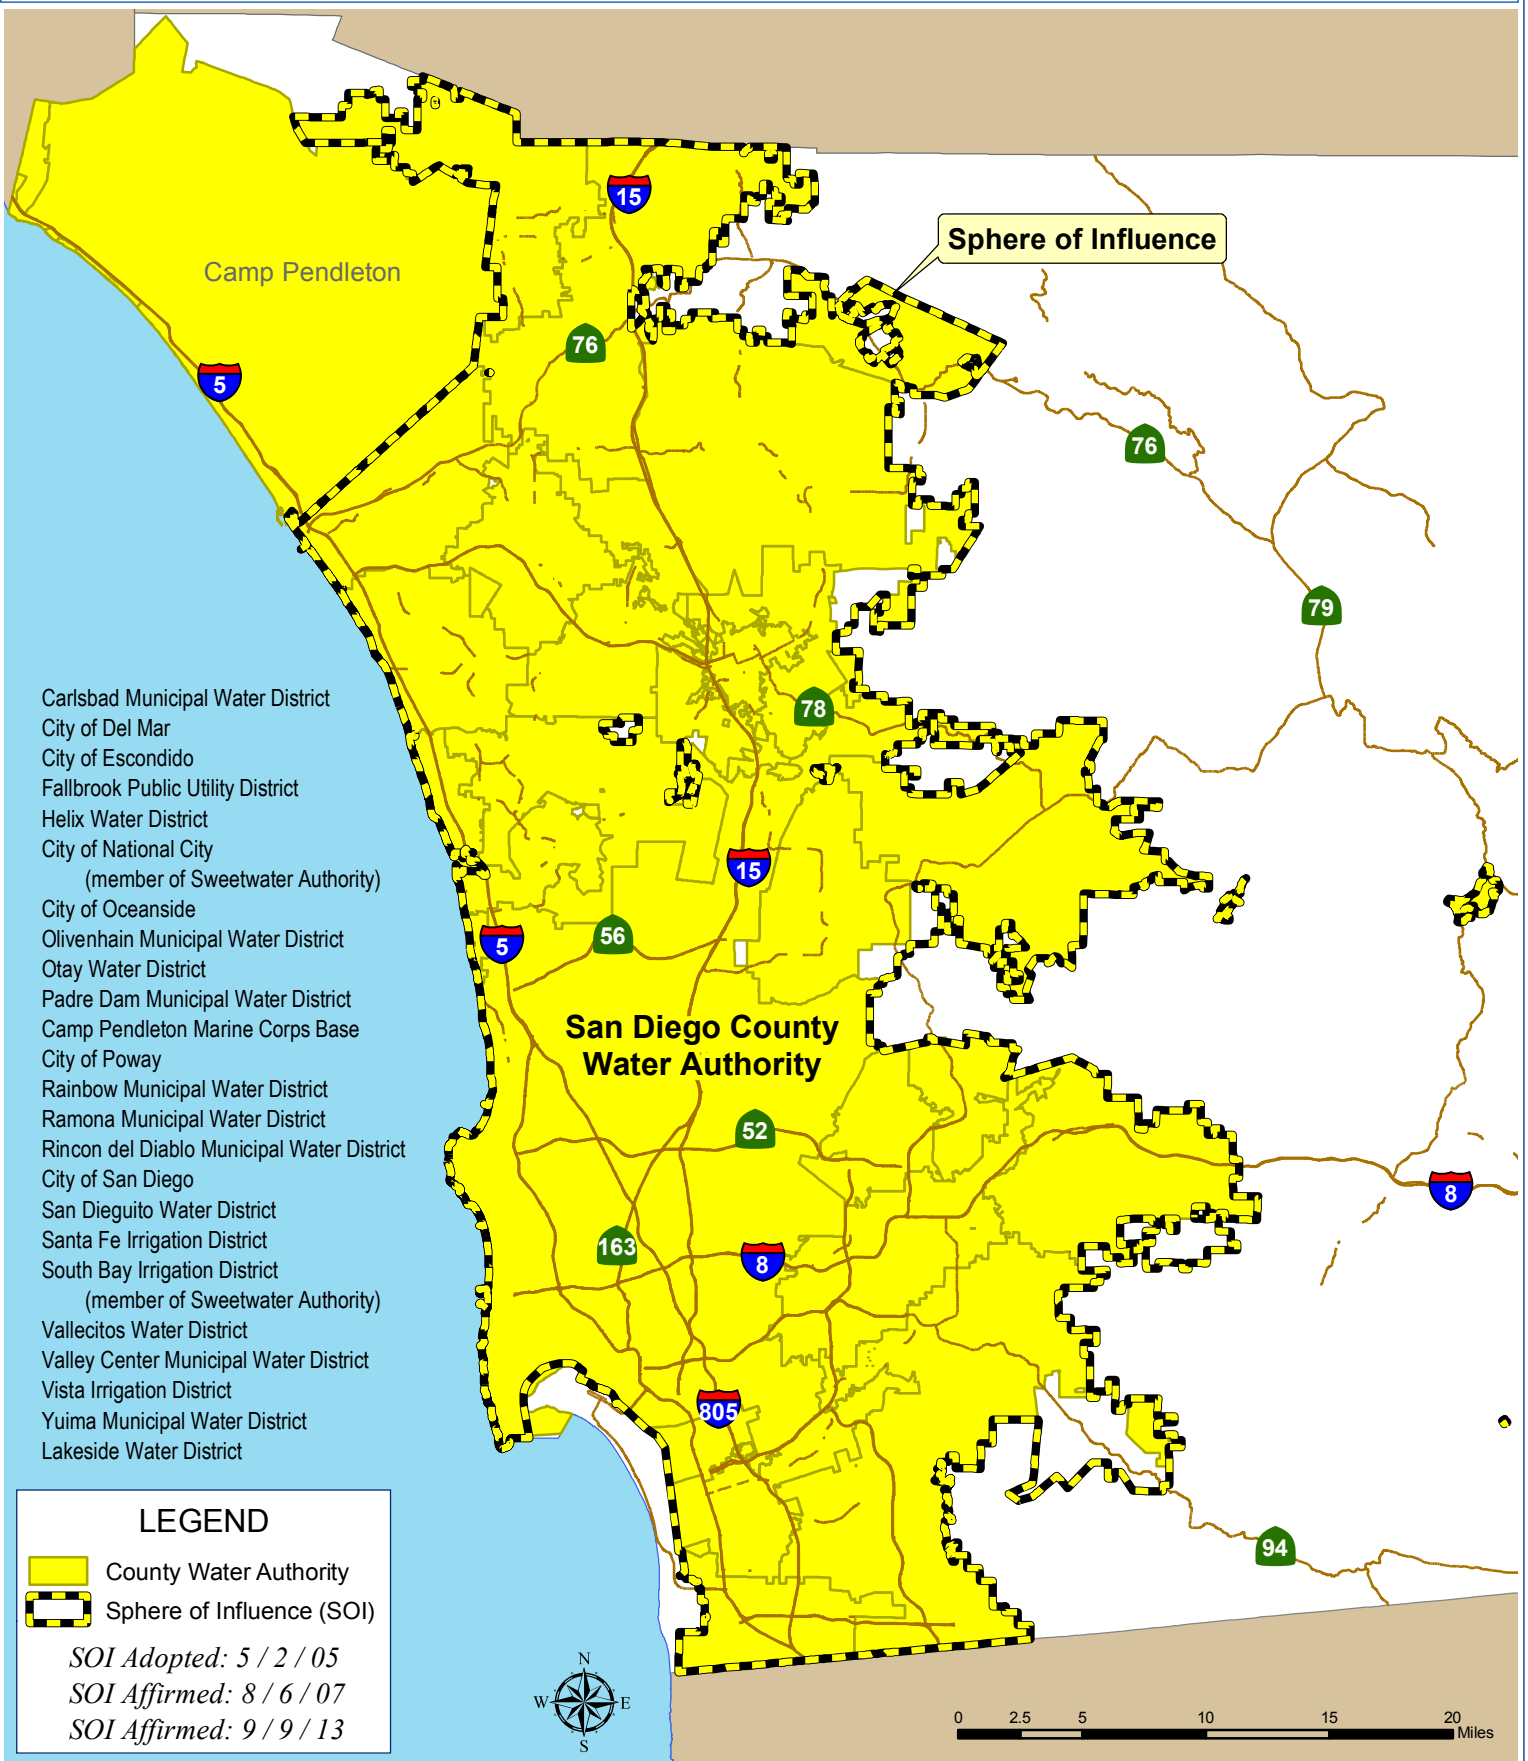 15
Sphere of Influence
Camp Pendleton
76
5
76
79
Carlsbad Municipal Water District
City of Del Mar
City of Escondido
Fallbrook Public Utility District
Helix Water District
City of National City
(member of Sweetwater Authority)
City of Oceanside
Olivenhain Municipal Water District
Otay Water District
Padre Dam Municipal Water District
Camp Pendleton Marine Corps Base
City of Poway
Rainbow Municipal Water District
Ramona Municipal Water District
Rincon del Diablo Municipal Water District
City of San Diego
San Dieguito Water District
Santa Fe Irrigation District
South Bay Irrigation District
(member of Sweetwater Authority)
Vallecitos Water District
Valley Center Municipal Water District
Vista Irrigation District
Yuima Municipal Water District
Lakeside Water District
78
15
56
5
San Diego County
Water Authority
52
8
163
8
805
94
LEGEND
County Water Authority
Sphere of Influence (SOI)
SOI Adopted: 5 / 2 / 05
SOI Affirmed: 8 / 6 / 07
SOI Affirmed: 9 / 9 / 13
N
W E
S
0 2.5 5 10 15 20
Miles